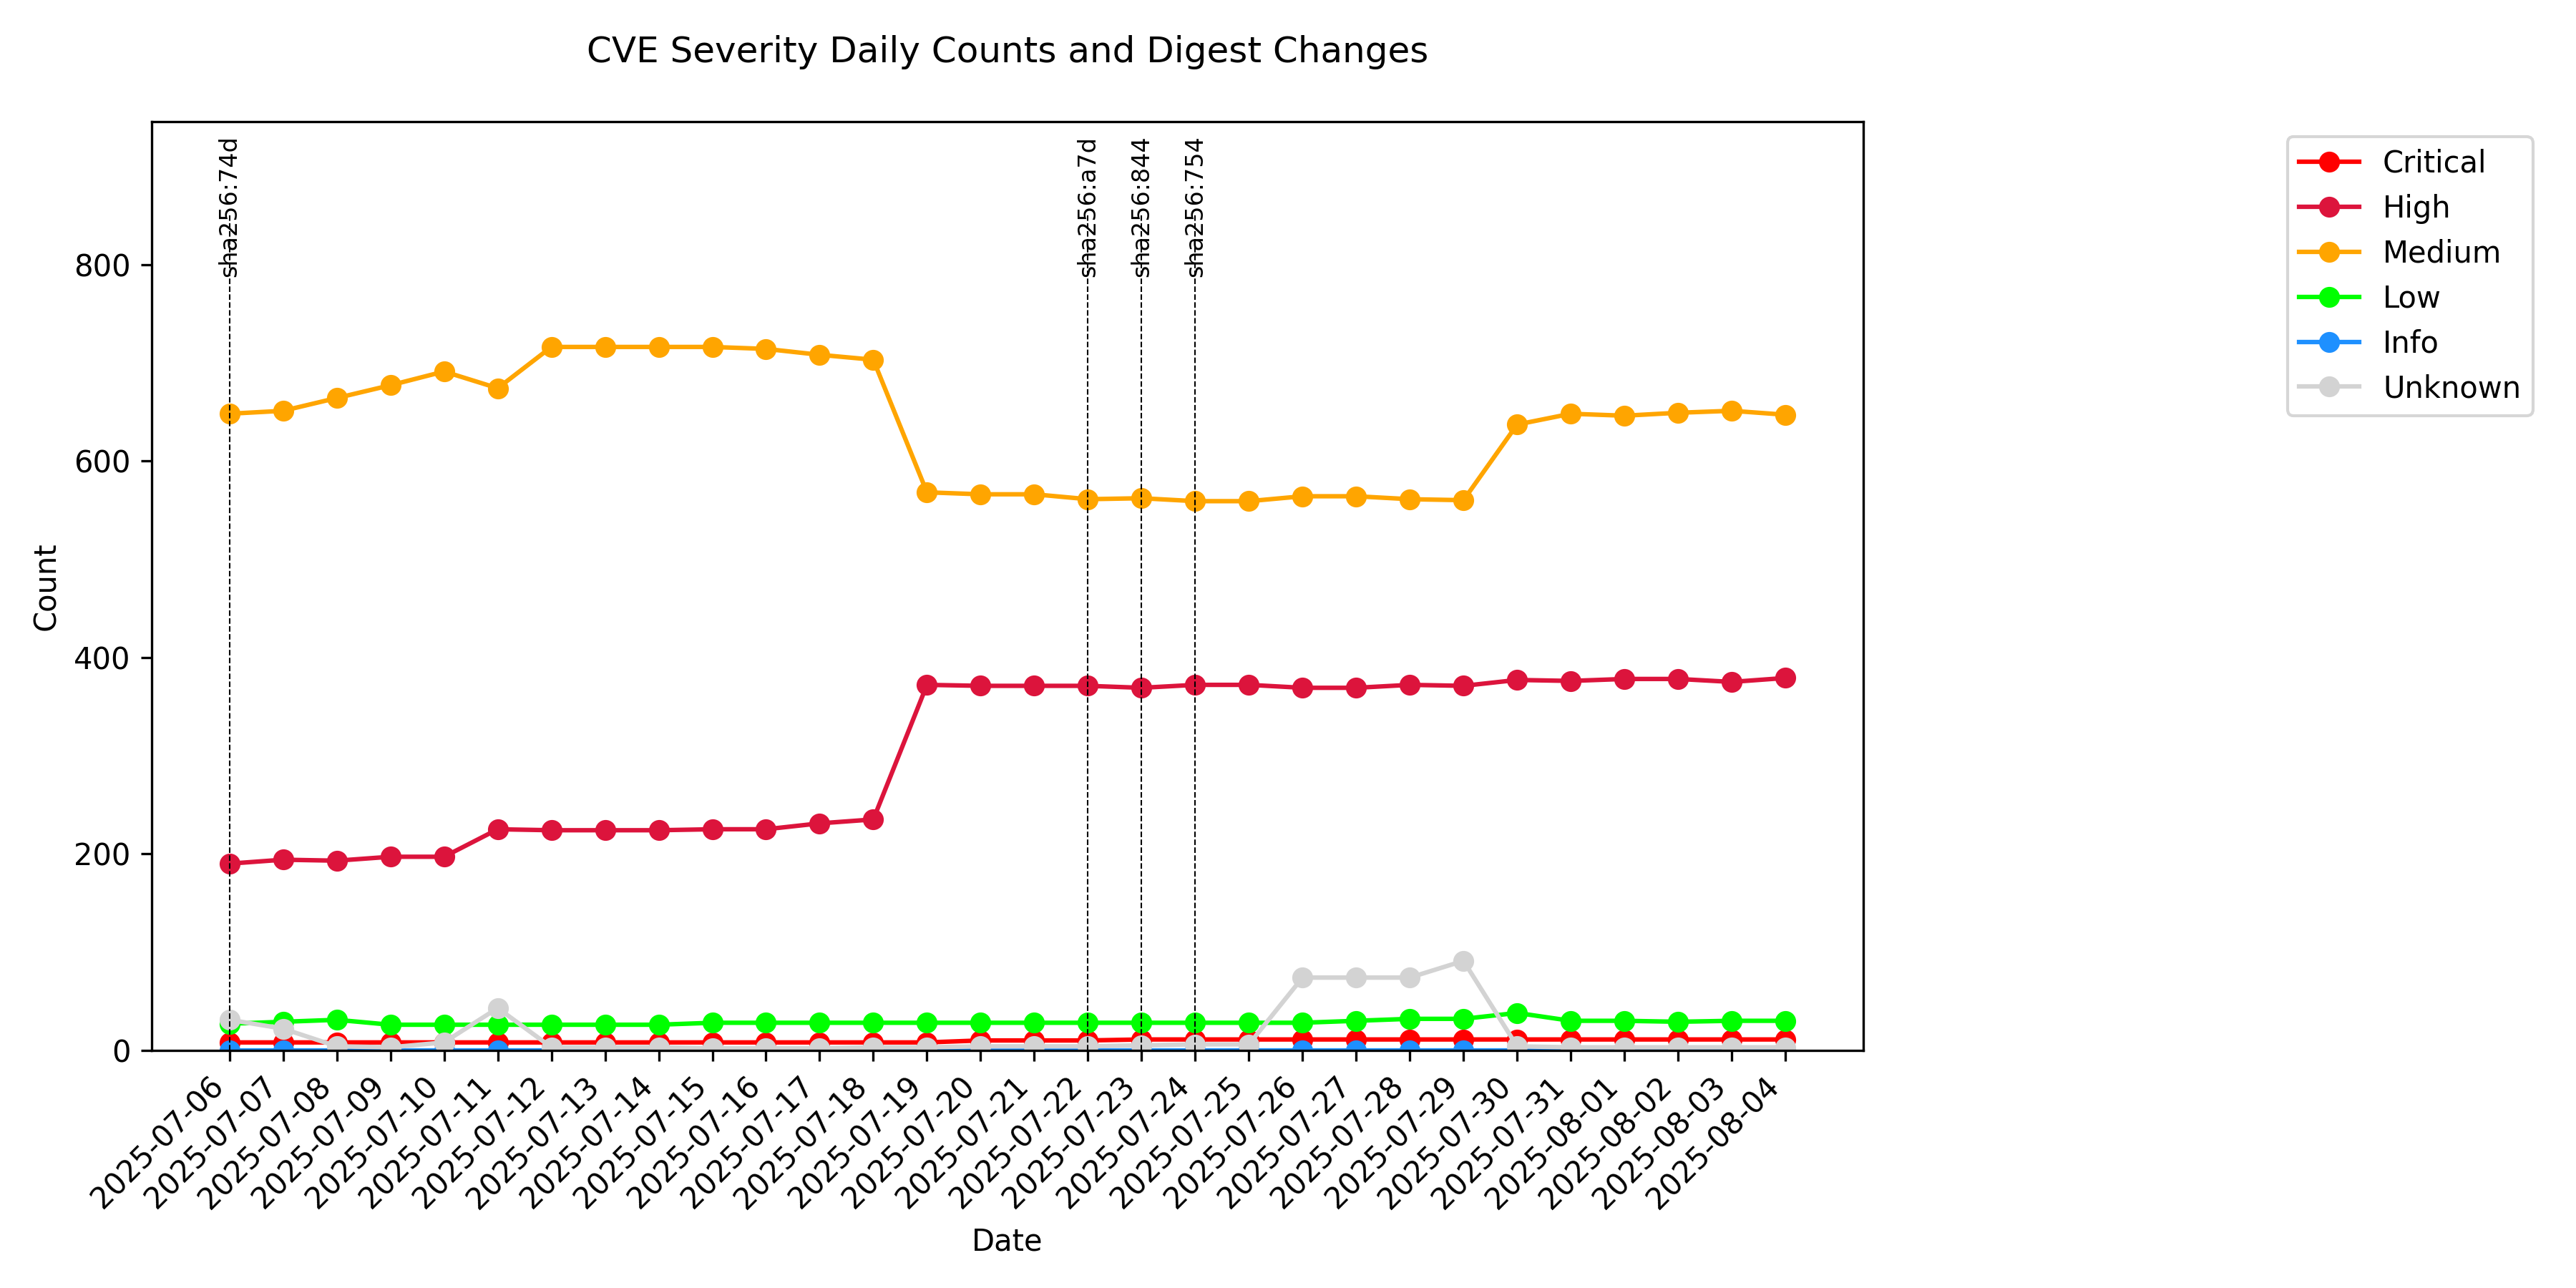 CVE Severity Daily Counts and Digest Changes
sha256:74d
sha256:a7d
sha256:844
sha256:754
Critical
High
Medium
Low
Info
Unknown
800
600
400
200
0
Count
2025-07-06
2025-07-07
2025-07-08
2025-07-09
2025-07-10
2025-07-11
2025-07-12
2025-07-13
2025-07-14
2025-07-15
2025-07-16
2025-07-17
2025-07-18
2025-07-19
2025-07-20
2025-07-21
2025-07-22
2025-07-23
2025-07-24
2025-07-25
2025-07-26
2025-07-27
2025-07-28
2025-07-29
2025-07-30
2025-07-31
2025-08-01
2025-08-02
2025-08-03
2025-08-04
Date